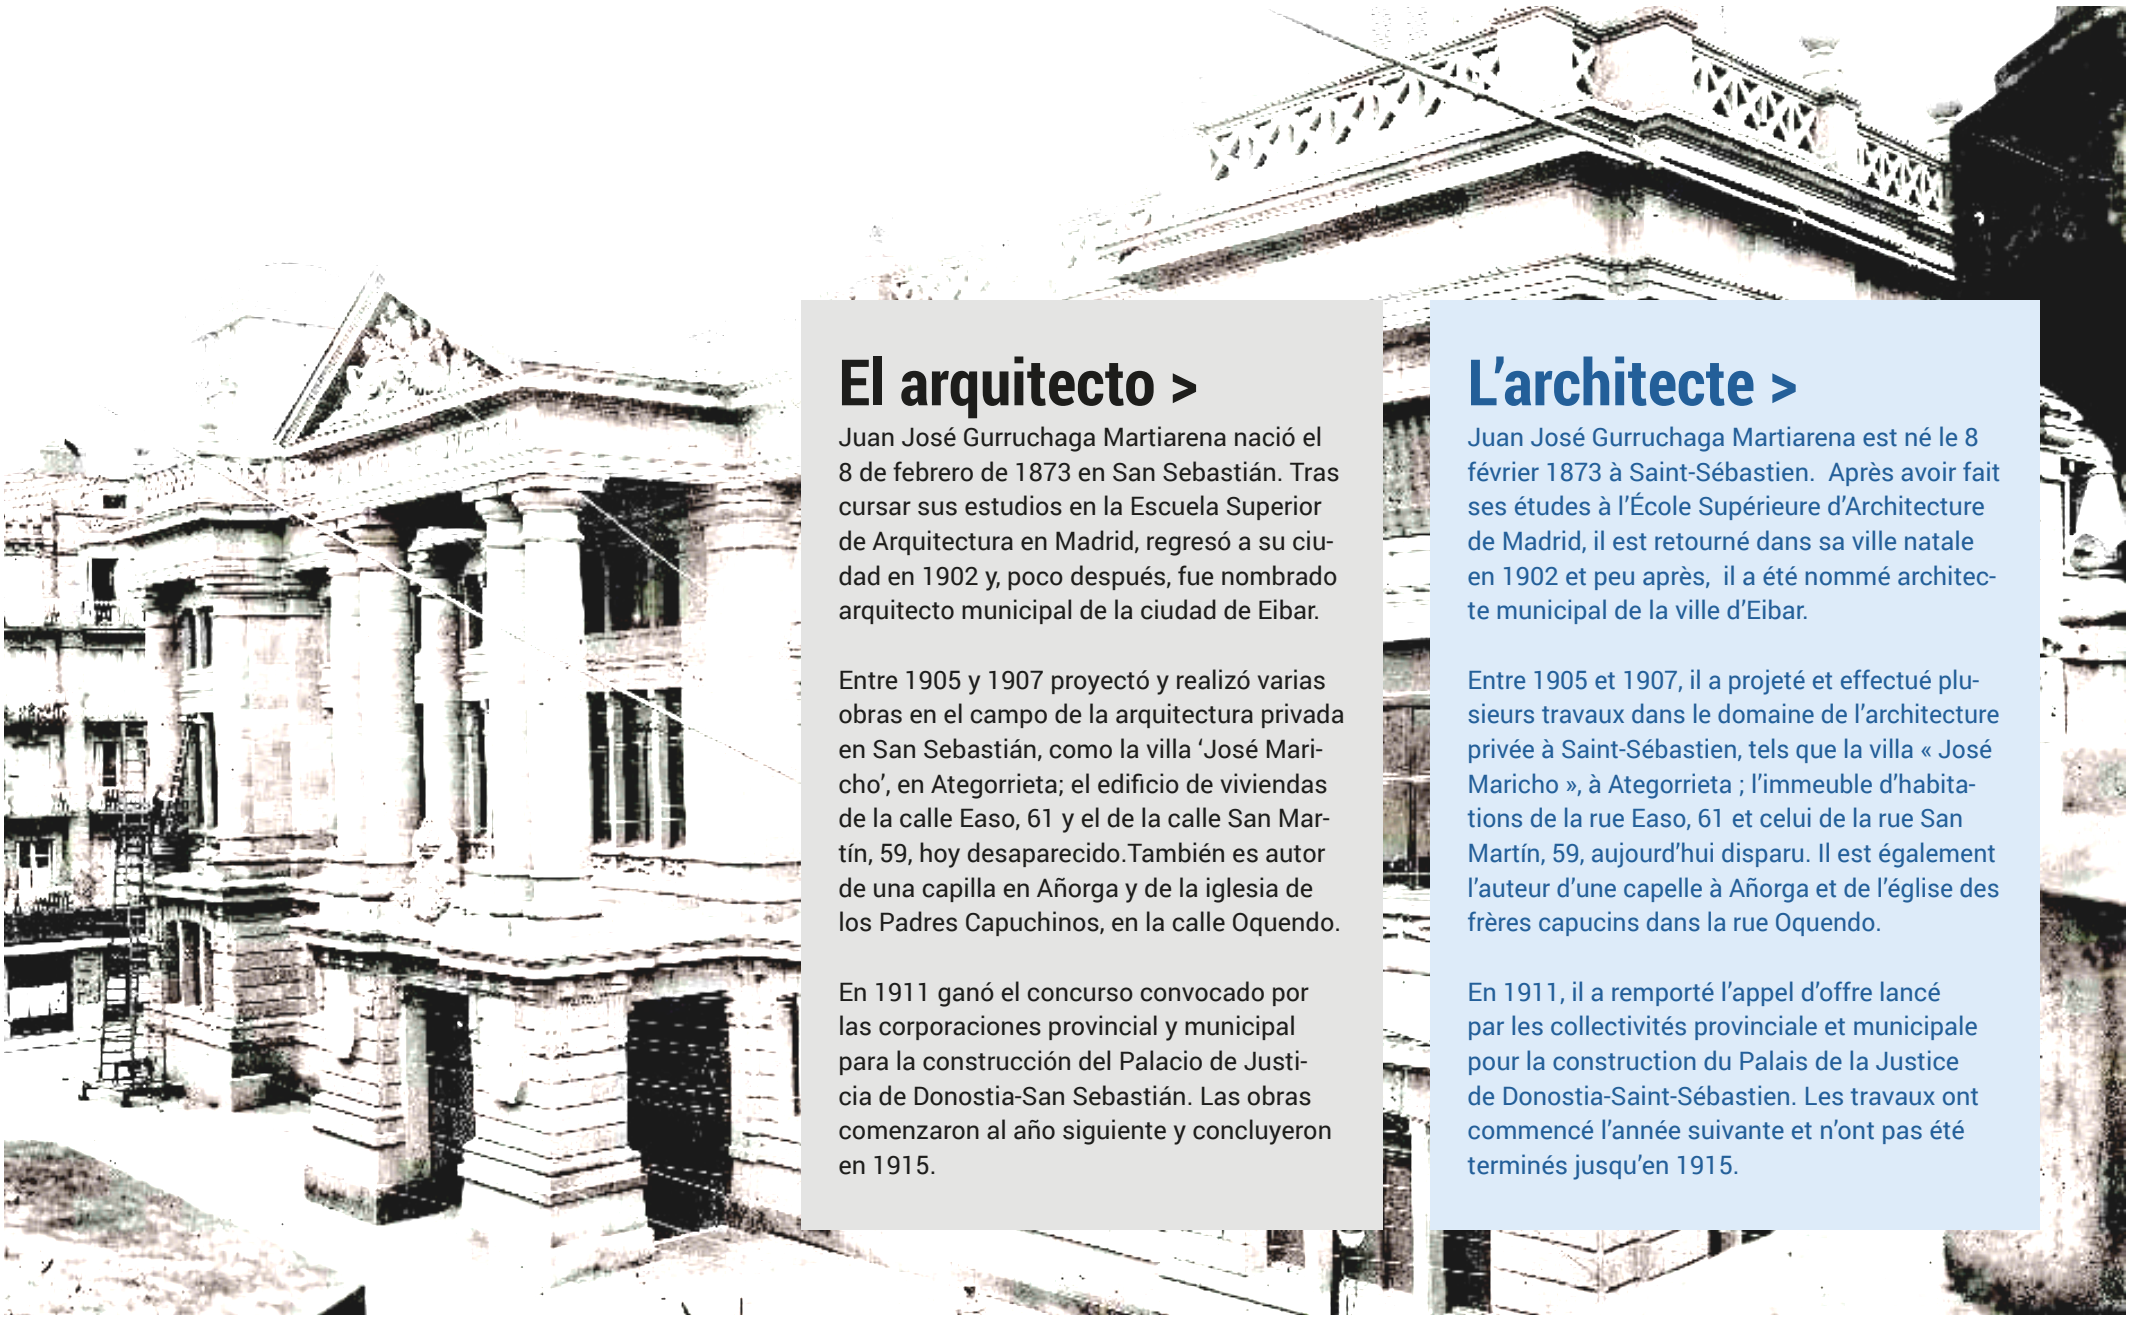 El arquitecto >
Juan José Gurruchaga Martiarena nació el
8 de febrero de 1873 en San Sebastián. Tras
cursar sus estudios en la Escuela Superior
de Arquitectura en Madrid, regresó a su ciu-
dad en 1902 y, poco después, fue nombrado
arquitecto municipal de la ciudad de Eibar.
Entre 1905 y 1907 proyectó y realizó varias
obras en el campo de la arquitectura privada
en San Sebastián, como la villa ‘José Mari-
cho’, en Ategorrieta; el edificio de viviendas
de la calle Easo, 61 y el de la calle San Mar-
tín, 59, hoy desaparecido.También es autor
de una capilla en Añorga y de la iglesia de
los Padres Capuchinos, en la calle Oquendo.
En 1911 ganó el concurso convocado por
las corporaciones provincial y municipal
para la construcción del Palacio de Justi-
cia de Donostia-San Sebastián. Las obras
comenzaron al año siguiente y concluyeron
en 1915.
L’architecte >
Juan José Gurruchaga Martiarena est né le 8
février 1873 à Saint-Sébastien.  Après avoir fait
ses études à l’École Supérieure d’Architecture
de Madrid, il est retourné dans sa ville natale
en 1902 et peu après,  il a été nommé architec-
te municipal de la ville d’Eibar.
Entre 1905 et 1907, il a projeté et effectué plu-
sieurs travaux dans le domaine de l’architecture
privée à Saint-Sébastien, tels que la villa « José
Maricho », à Ategorrieta ; l’immeuble d’habita-
tions de la rue Easo, 61 et celui de la rue San
Martín, 59, aujourd’hui disparu. Il est également
l’auteur d’une capelle à Añorga et de l’église des
frères capucins dans la rue Oquendo.
En 1911, il a remporté l’appel d’offre lancé
par les collectivités provinciale et municipale
pour la construction du Palais de la Justice
de Donostia-Saint-Sébastien. Les travaux ont
commencé l’année suivante et n’ont pas été
terminés jusqu’en 1915.